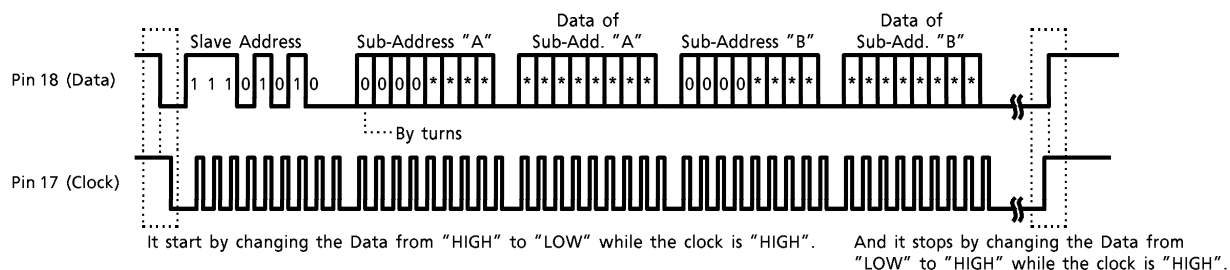 Slave Address
Sub-Address "A"
Data of
Sub-Add. "A"
Sub-Address "B"
Data of
Sub-Add. "B"
Pin 18 (Data)
1 1 1 0 1 0 1 0
0 0 0 0 * * * *
* * * * * * * *
0 0 0 0 * * * *
* * * * * * * *
By turns
Pin 17 (Clock)
It start by changing the Data from "HIGH" to "LOW" while the clock is "HIGH".
And it stops by changing the Data from
"LOW" to "HIGH" while the clock is "HIGH".